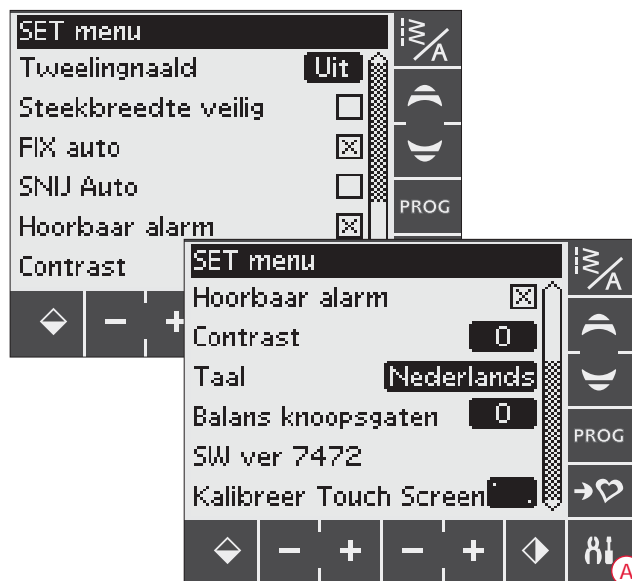 SET menu
Tweelingnaald Uit
Steekbreedte veilig
FIX auto
SNIJ Auto
Hoorbaar alarm
Contrast
A
PROG
SET menu
Hoorbaar alarm
Contrast 0
Taal Nederlands
Balans knoopsgaten 0
SW ver 7472
Kalibreer Touch Screen
A
PROG
A